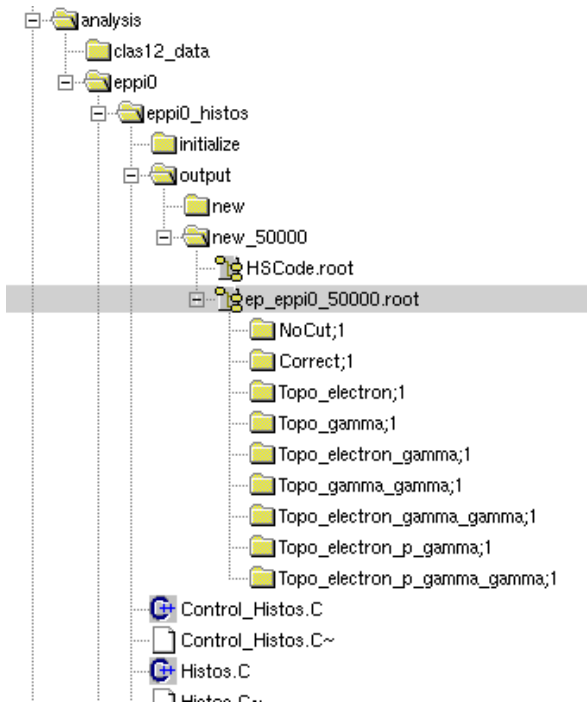 analysis
clas12_data
eppi0
eppi0_histos
initialize
output
new
new_50000
HSCode.root
ep_eppi0_50000.root
NoCut;1
Correct;1
Topo_electron;1
Topo_gamma;1
Topo_electron_gamma;1
Topo_gamma_gamma;1
Topo_electron_gamma_gamma;1
Topo_electron_p_gamma;1
Topo_electron_p_gamma_gamma;1
Control_Histos.C
Control_Histos.C~
Histos.C
Histos.C~